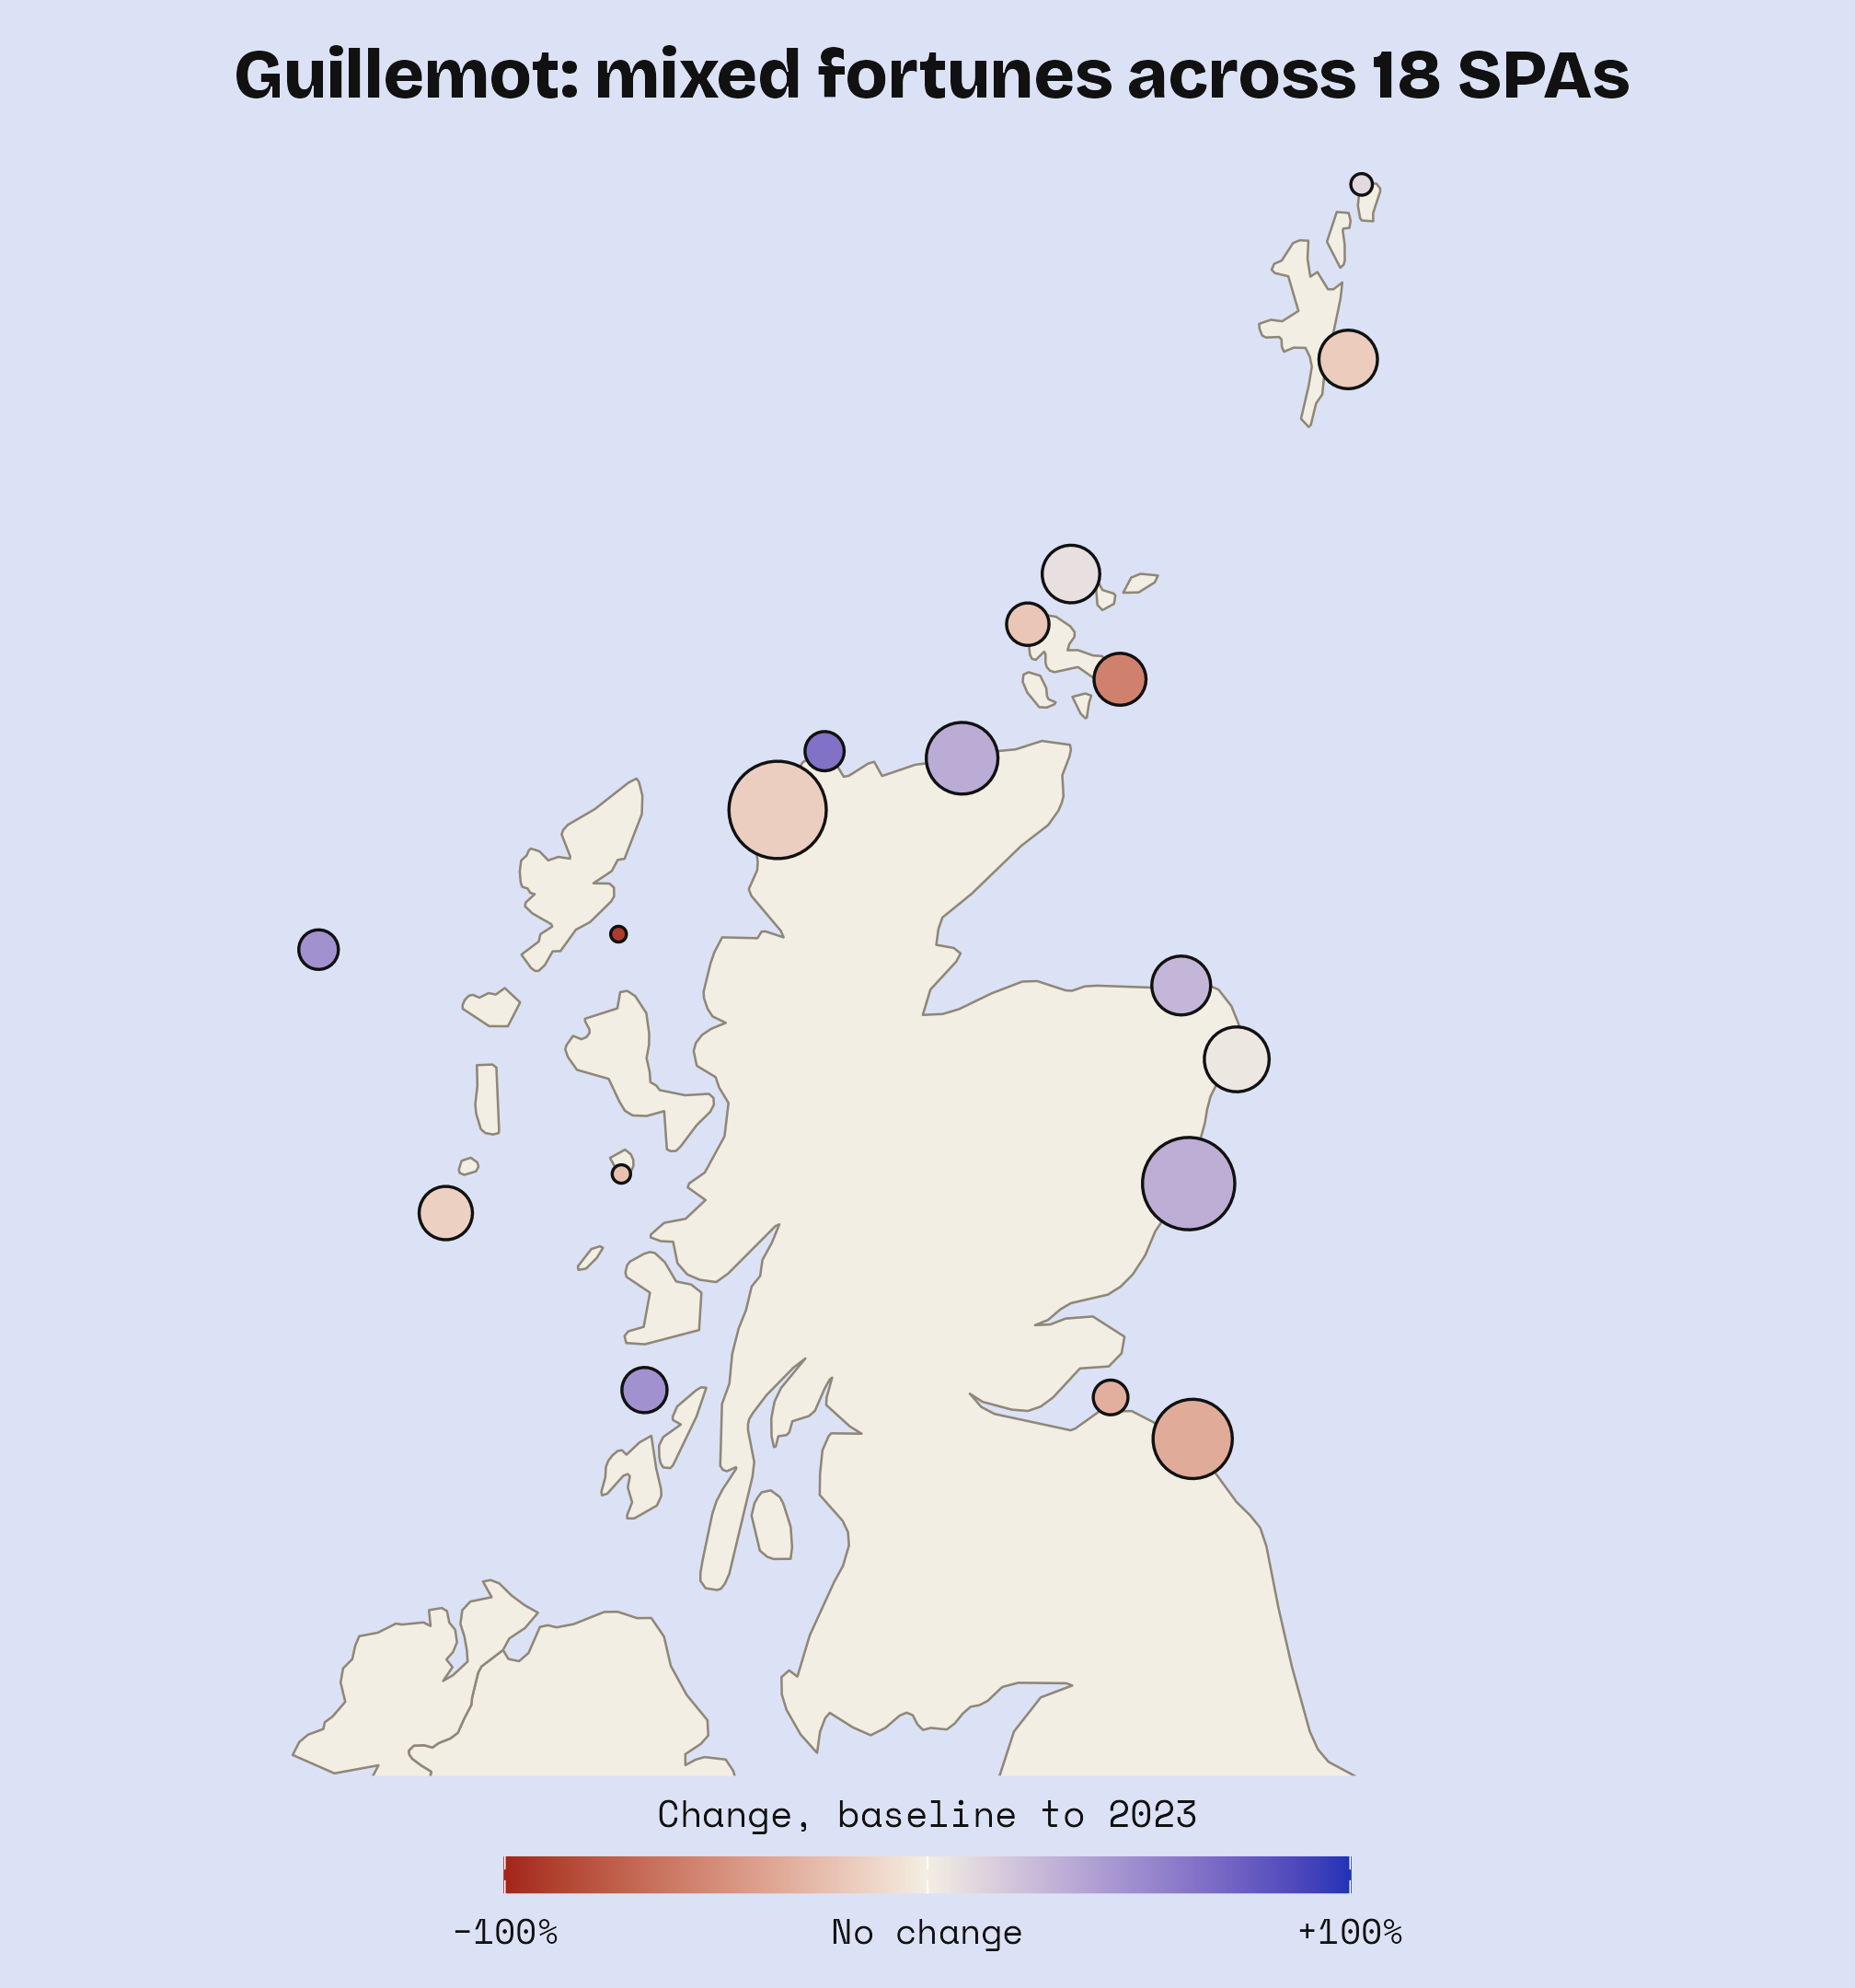 Guillemot: mixed fortunes across 18 SPAs
Change, baseline to 2023
-100% No change +100%